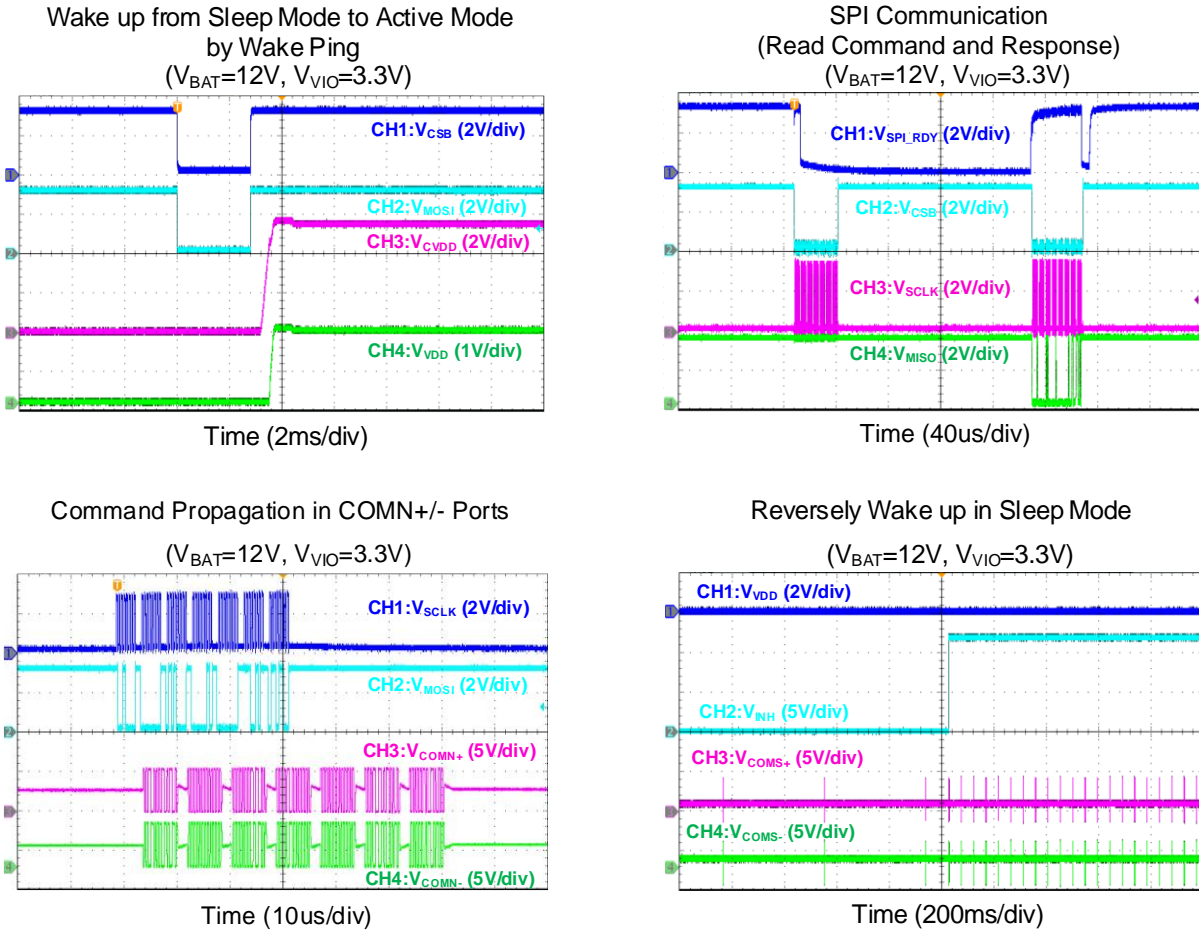 Wake up from Sleep Mode to Active Mode
by Wake Ping
(VBAT=12V, VVIO=3.3V)
CH1:VCSB (2V/div)
CH2:VMOSI (2V/div)
CH3:VCVDD (2V/div)
CH4:VVDD (1V/div)
Time (2ms/div)
SPI Communication
(Read Command and Response)
(VBAT=12V, VVIO=3.3V)
CH1:VSPI_RDY (2V/div)
CH2:VCSB (2V/div)
CH3:VSCLK (2V/div)
CH4:VMISO (2V/div)
Time (40us/div)
Command Propagation in COMN+/- Ports
(VBAT=12V, VVIO=3.3V)
CH1:VSCLK (2V/div)
CH2:VMOSI (2V/div)
CH3:VCOMN+ (5V/div)
CH4:VCOMN- (5V/div)
Time (10us/div)
Reversely Wake up in Sleep Mode
(VBAT=12V, VVIO=3.3V)
CH1:VVDD (2V/div)
CH2:VINH (5V/div)
CH3:VCOMS+ (5V/div)
CH4:VCOMS- (5V/div)
Time (200ms/div)